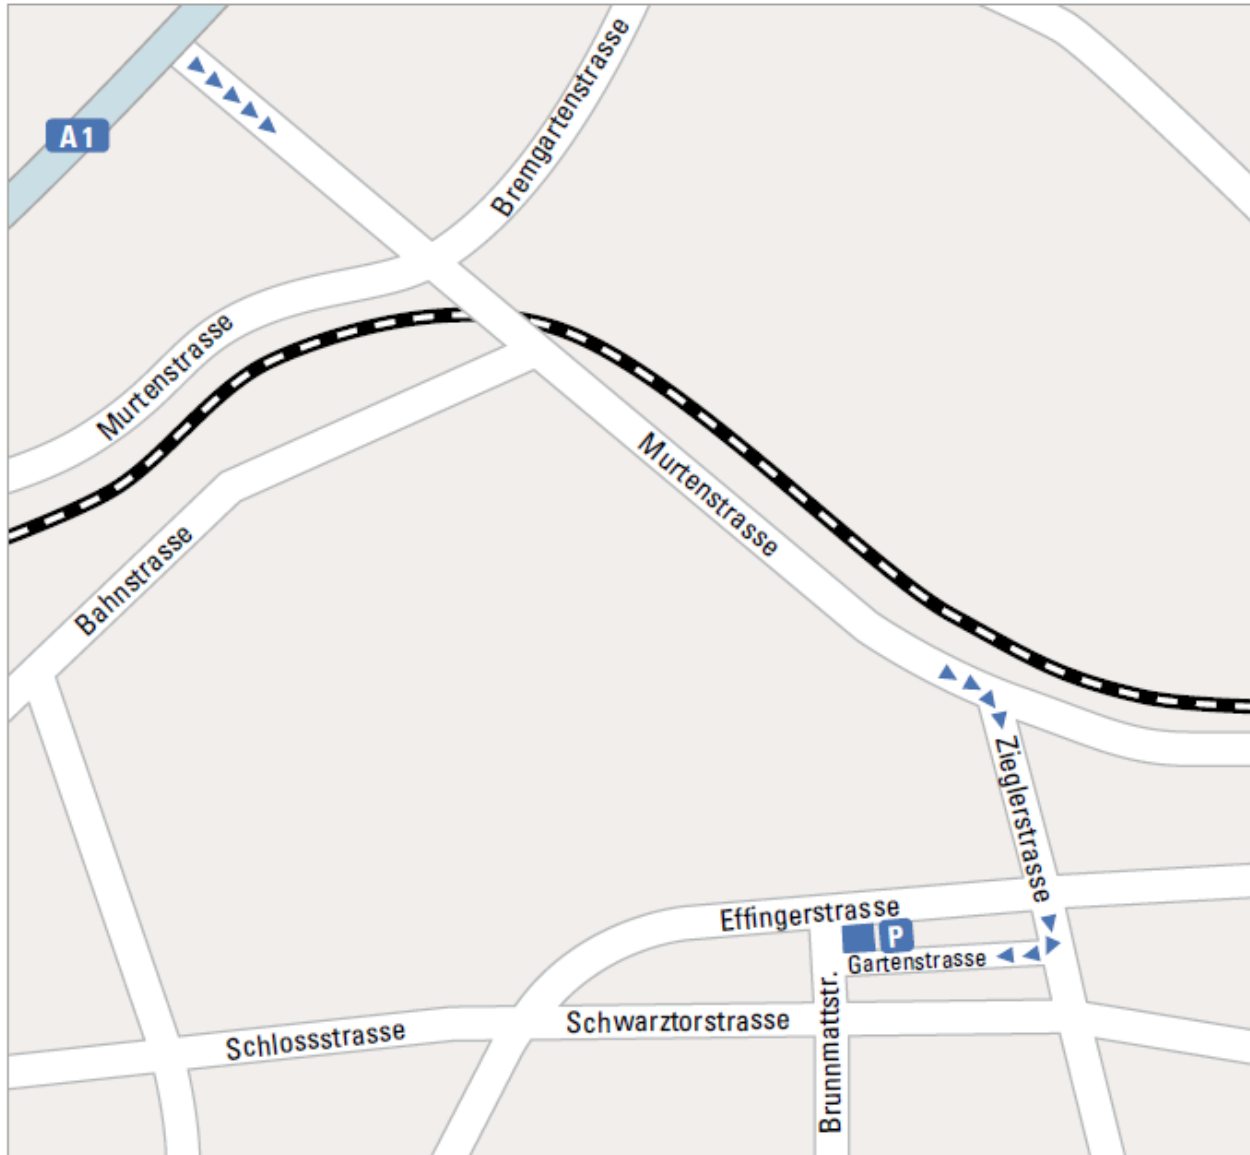 Bremgartenstrasse
A1
Murtenstrasse
Murtenstrasse
Bahnstrasse
Zieglerstrasse
Effingerstrasse
P
Gartenstrasse
Schwarztorstrasse
Schlossstrasse
Brunnmattstr.